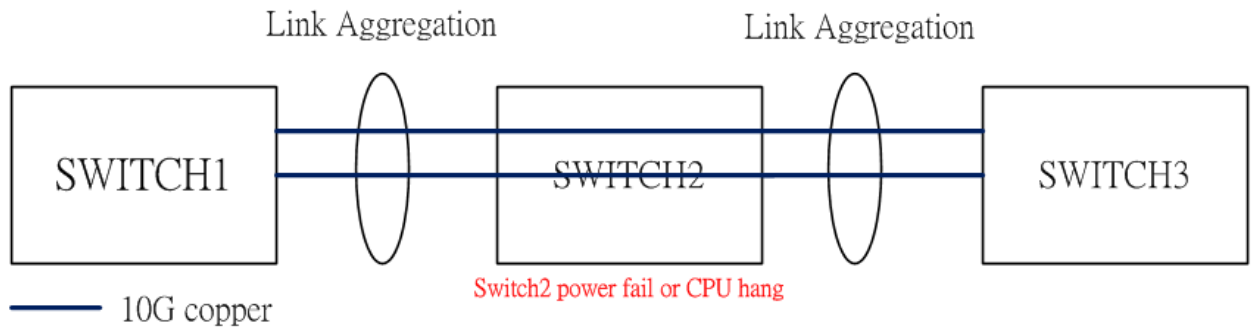 Link Aggregation
Link Aggregation
SWITCH1
SWITCH2
SWITCH3
Switch2 power fail or CPU hang
10G copper